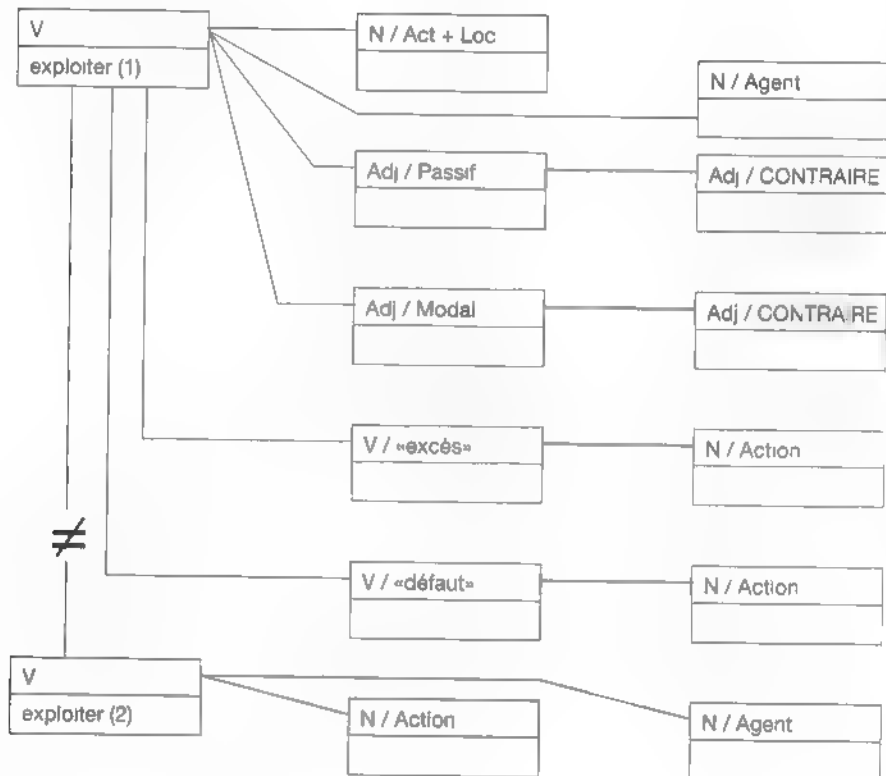 V
exploiter (1)
N / Act + Loc
N / Agent
Adj / Passif
Adj / CONTRAIRE
Adj / Modal
Adj / CONTRAIRE
V / «excès»
N / Action
≠
V / «défaut»
N / Action
V
exploiter (2)
N / Action
N / Agent